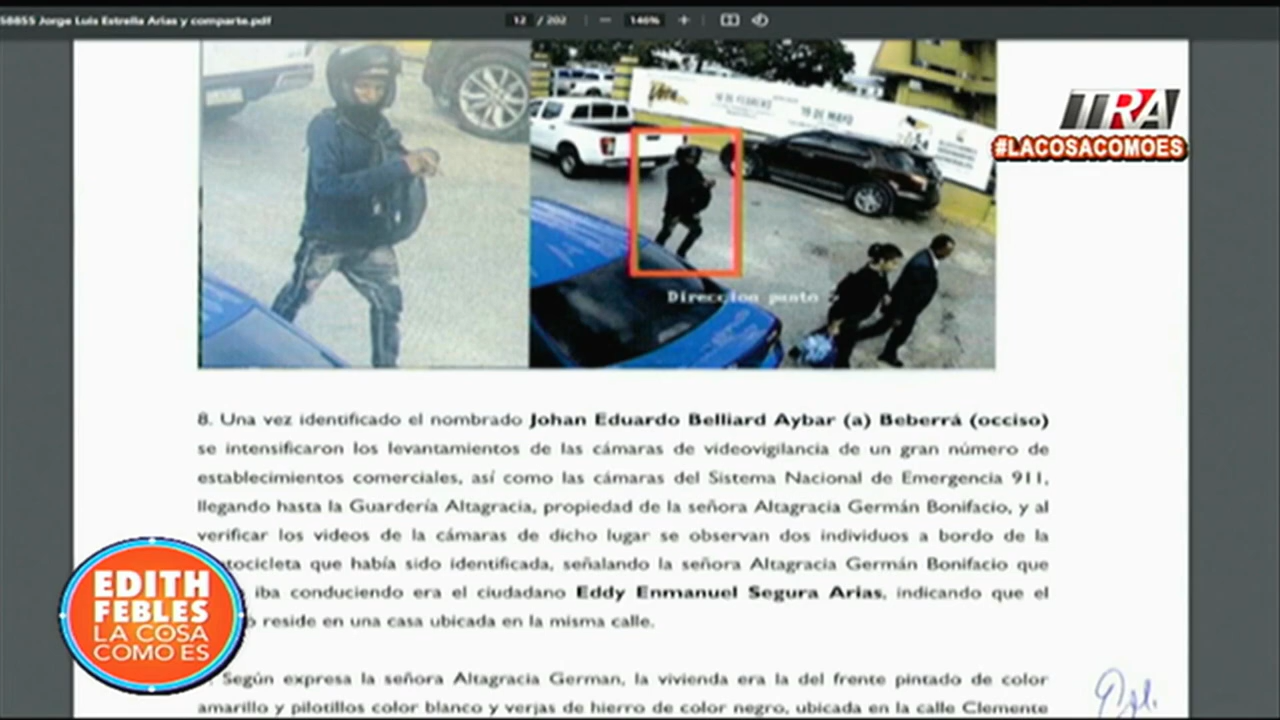 58855 Jorge Luis Estrella Arias y comparte.pdf
12 / 202 — 146% +
TRA
#LACOSACOMOES
16 DE FEBRERO
19 DE MAYO
Direccion punto
8. Una vez identificado el nombrado Johan Eduardo Belliard Aybar (a) Beberrá (occiso)
se intensificaron los levantamientos de las cámaras de videovigilancia de un gran número de
establecimientos comerciales, así como las cámaras del Sistema Nacional de Emergencia 911,
llegando hasta la Guardería Altagracia, propiedad de la señora Altagracia Germán Bonifacio, y al
verificar los videos de la cámaras de dicho lugar se observan dos individuos a bordo de la
tocicleta que había sido identificada, señalando la señora Altagracia Germán Bonifacio que
iba conduciendo era el ciudadano Eddy Enmanuel Segura Arias, indicando que el
reside en una casa ubicada en la misma calle.
Según expresa la señora Altagracia German, la vivienda era la del frente pintado de color
amarillo y pilotillos color blanco y verjas de hierro de color negro, ubicada en la calle Clemente
EDITH
FEBLES
LA COSA
COMO ES